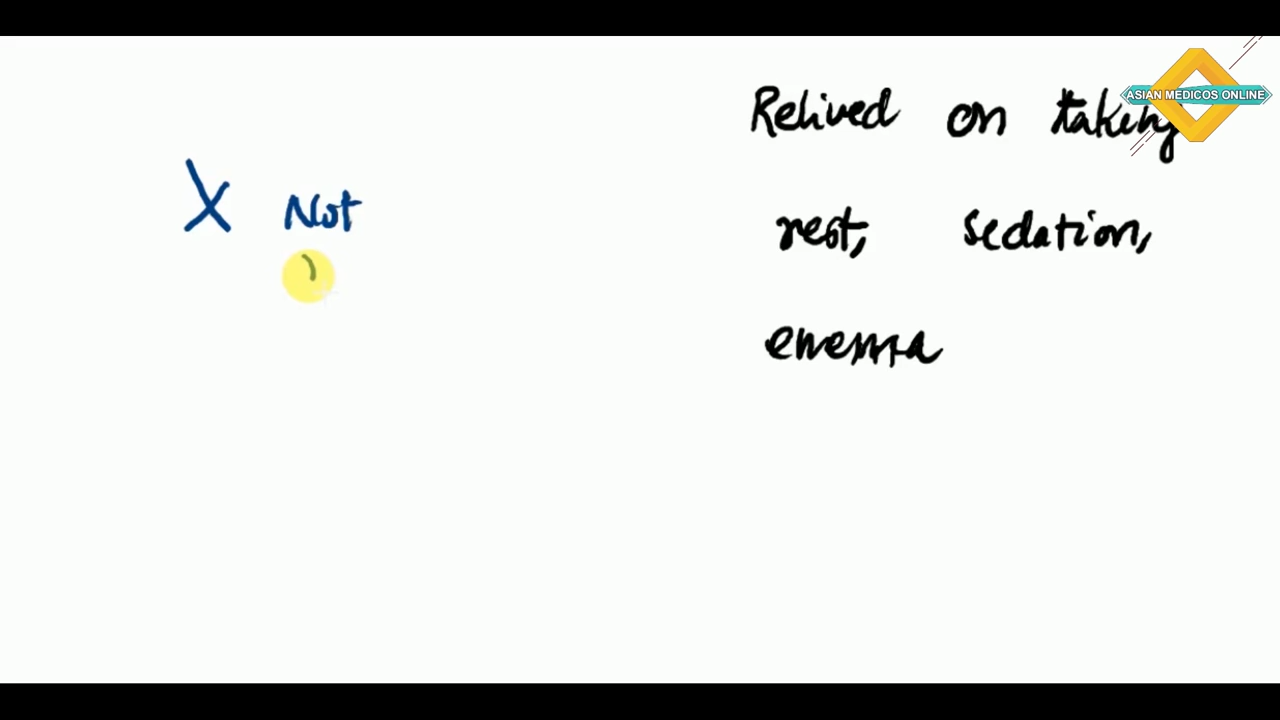 ASIAN MEDICOS ONLINE
Relived on taking
X Not
rest, sedation,
enema